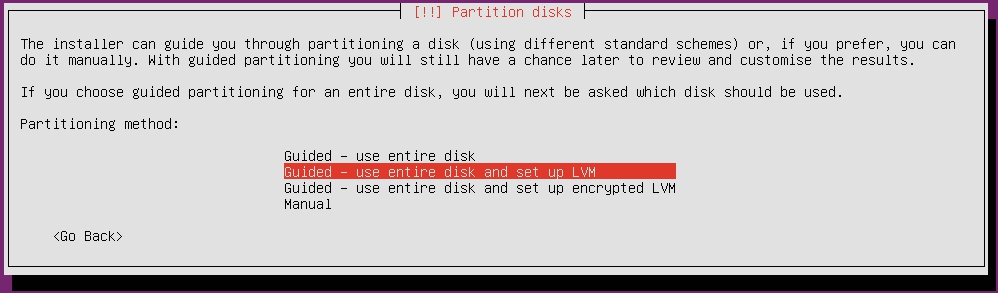 [!!] Partition disks
The installer can guide you through partitioning a disk (using different standard schemes) or, if you prefer, you can
do it manually. With guided partitioning you will still have a chance later to review and customise the results.
If you choose guided partitioning for an entire disk, you will next be asked which disk should be used.
Partitioning method:
Guided - use entire disk
Guided - use entire disk and set up LVM
Guided - use entire disk and set up encrypted LVM
Manual
<Go Back>